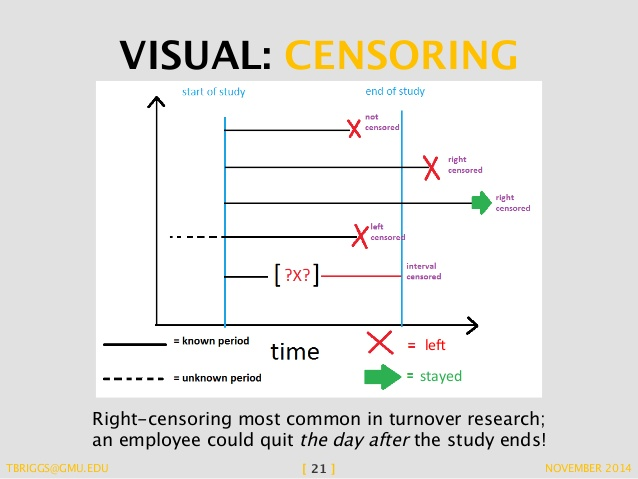 VISUAL: CENSORING
start of study
end of study
not
censored
right
censored
right
censored
left
censored
[ ?X? ]
interval
censored
= known period
time
= left
= unknown period
= stayed
Right-censoring most common in turnover research;
an employee could quit the day after the study ends!
TBRIGGS@GMU.EDU
[ 21 ]
NOVEMBER 2014